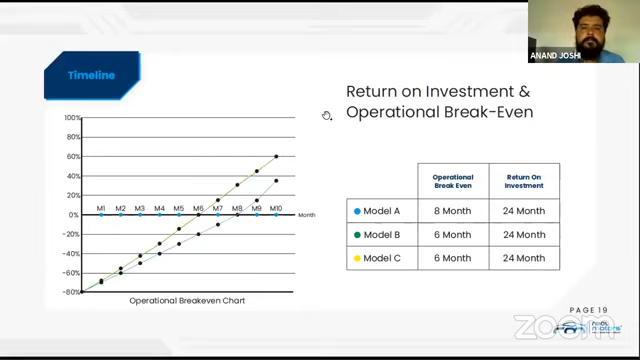 ANAND JOSHI
Timeline
Return on Investment &
Operational Break-Even
100%
80%
60%
40%
20%
0%
-20%
-40%
-60%
-80%
M1 M2 M3 M4 M5 M6 M7 M8 M9 M10
Month
Operational Breakeven Chart
Operational Break Even Return On Investment
Model A 8 Month 24 Month
Model B 6 Month 24 Month
Model C 6 Month 24 Month
PAGE 19
motors
zoom